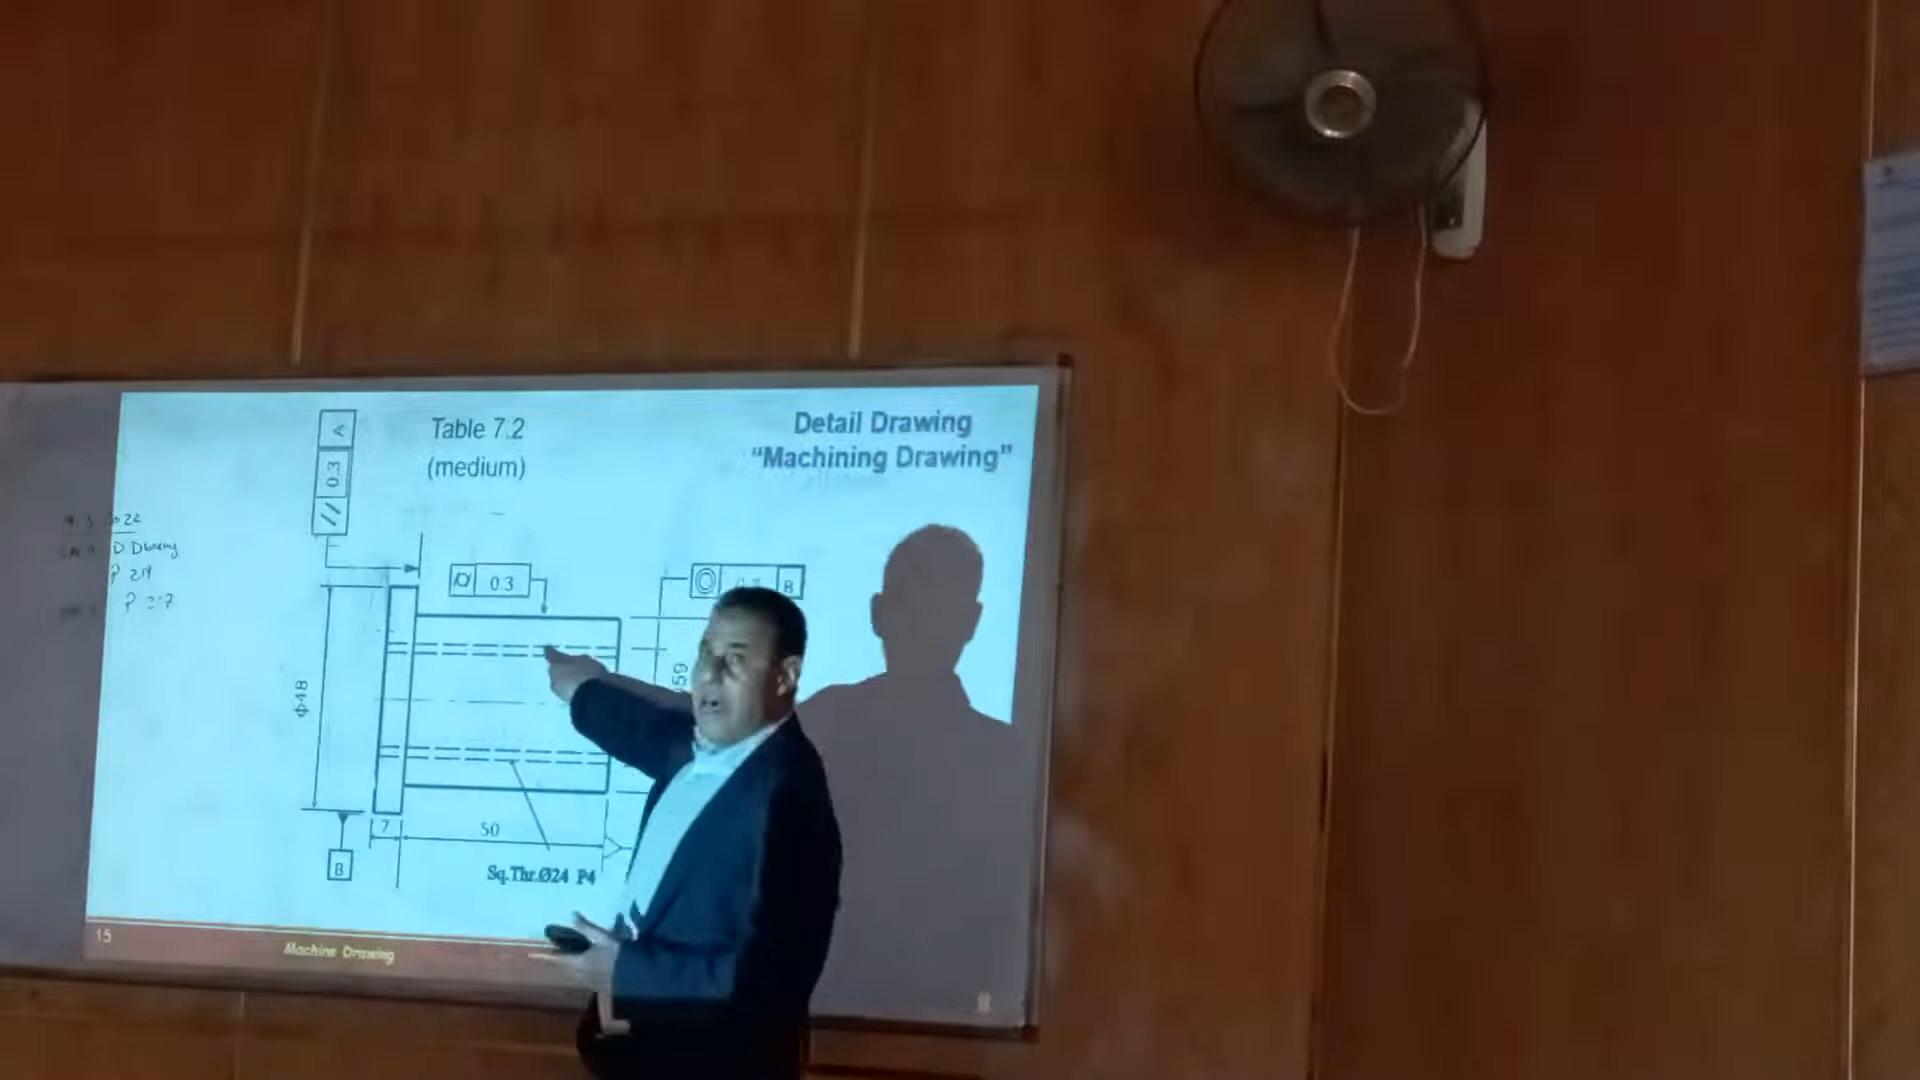 Table 7.2
(medium)
Detail Drawing
“Machining Drawing”
// 0.3 A
0.3
B
Φ48
7
50
B
Sq.Thr.Ø24 P4
15
Machine Drawing
P 219